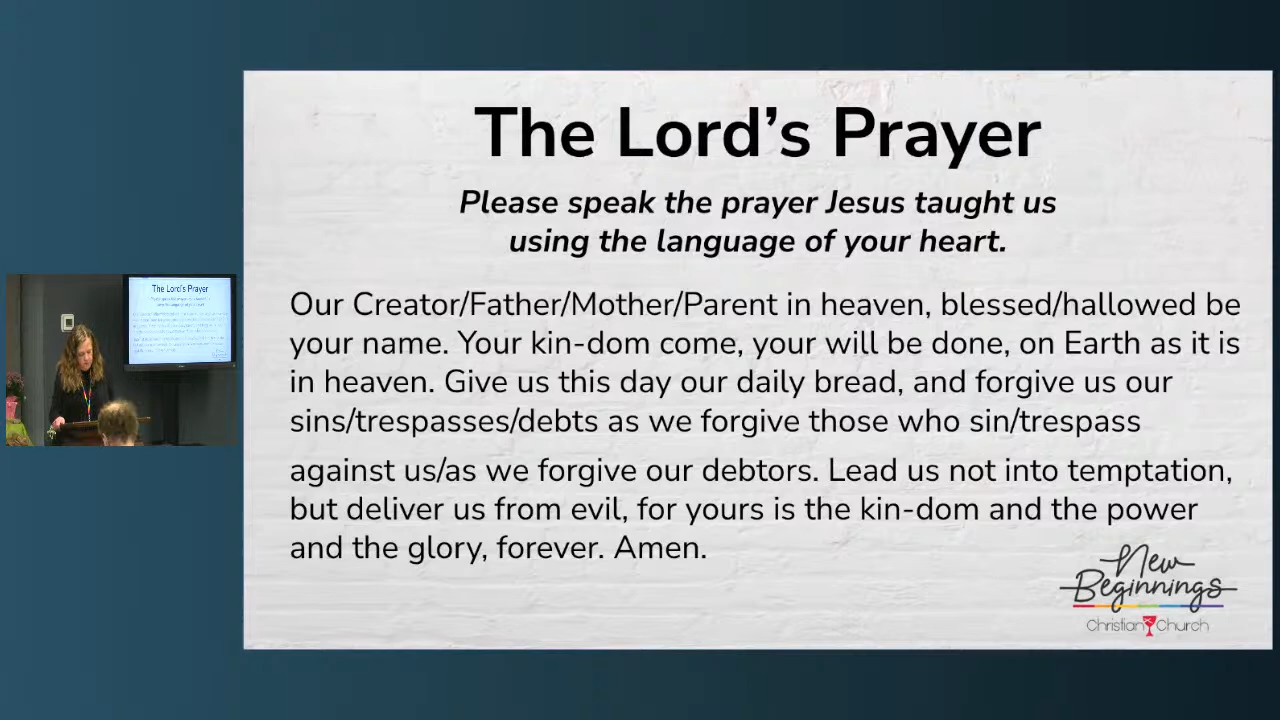 The Lord's Prayer
Please speak the prayer Jesus taught us
using the language of your heart.
Our Creator/Father/Mother/Parent in heaven, blessed/hallowed be
your name. Your kin-dom come, your will be done, on Earth as it is
in heaven. Give us this day our daily bread, and forgive us our
sins/trespasses/debts as we forgive those who sin/trespass
against us/as we forgive our debtors. Lead us not into temptation,
but deliver us from evil, for yours is the kin-dom and the power
and the glory, forever. Amen.
New
Beginnings
Christian Church
The Lord's Prayer